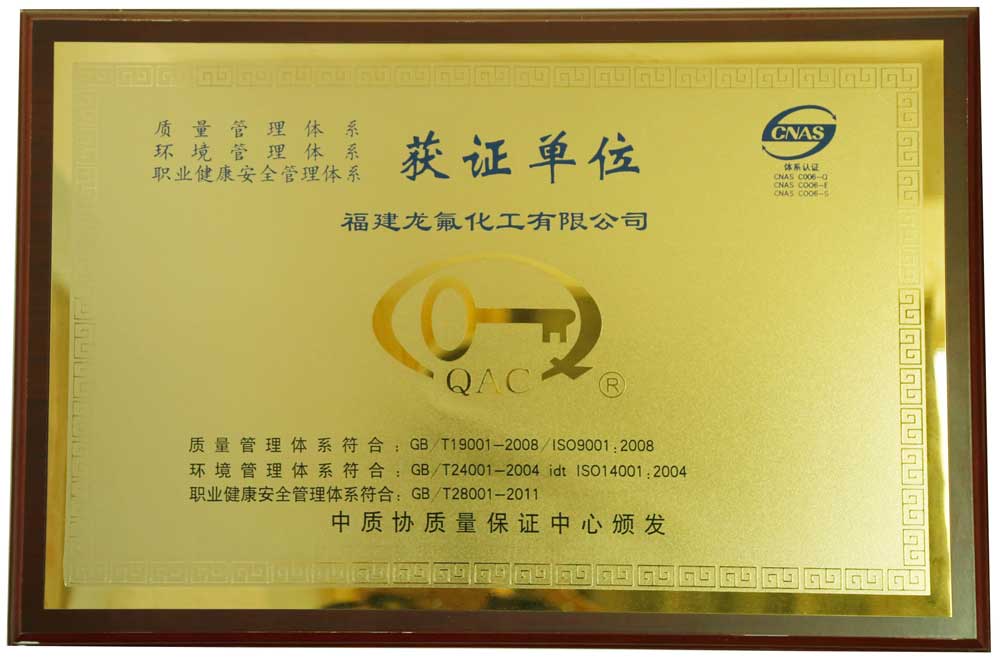 质量管理体系
环境管理体系
职业健康安全管理体系
获证单位
CNAS
体系认证
CNAS C006-Q
CNAS C006-E
CNAS C006-S
福建龙氟化工有限公司
QAC ®
质量管理体系符合：GB/T19001-2008/ISO9001:2008
环境管理体系符合：GB/T24001-2004 idt ISO14001:2004
职业健康安全管理体系符合：GB/T28001-2011
中质协质量保证中心颁发